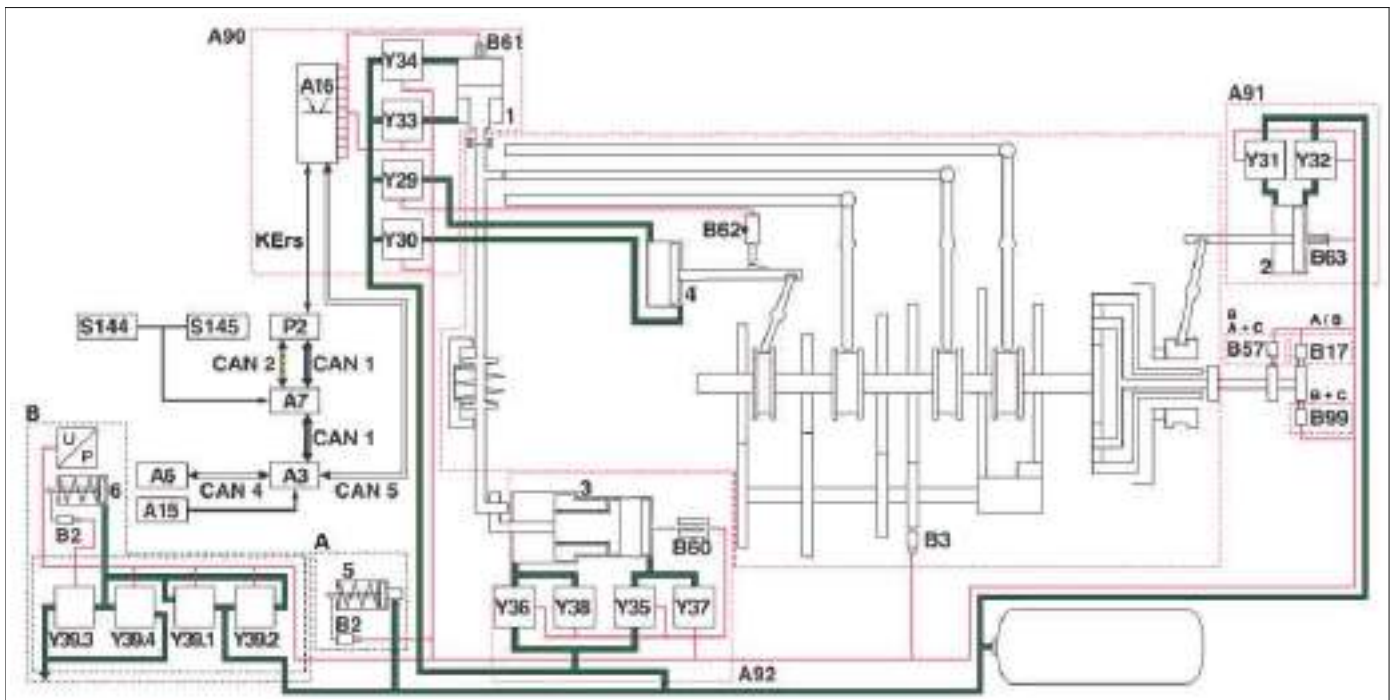 A90
B61
Y34
A16
1
Y33
Y29
B62
Y30
KErs
4
A91
Y31
Y32
2
B63
S144
S145
P2
CAN 2
CAN 1
A7
CAN 1
B
A + C
A / B
B57
B17
B + C
B99
B
U
P
6
B2
A6
A3
CAN 4
CAN 5
A15
3
B60
B3
A
5
B2
Y39.3
Y39.4
Y39.1
Y39.2
Y36
Y38
Y35
Y37
A92